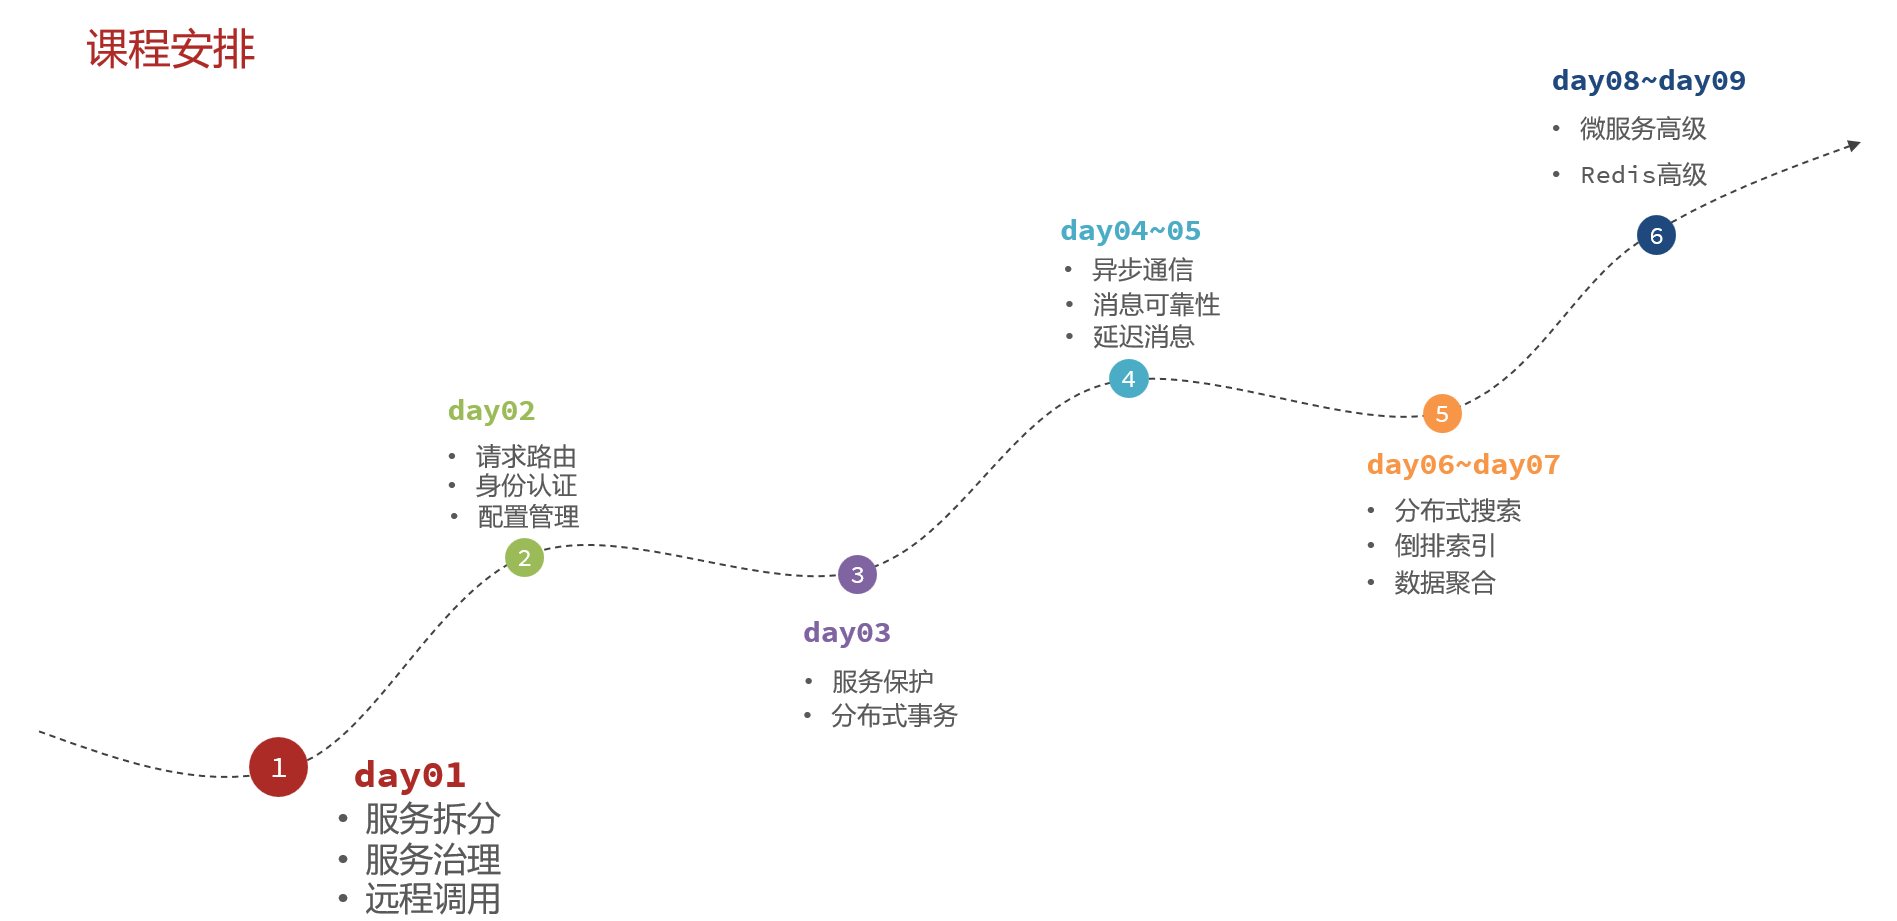 课程安排
1
day01
• 服务拆分
• 服务治理
• 远程调用
day02
• 请求路由
• 身份认证
• 配置管理
2
3
day03
• 服务保护
• 分布式事务
day04~05
• 异步通信
• 消息可靠性
• 延迟消息
4
5
day06~day07
• 分布式搜索
• 倒排索引
• 数据聚合
day08~day09
• 微服务高级
• Redis高级
6